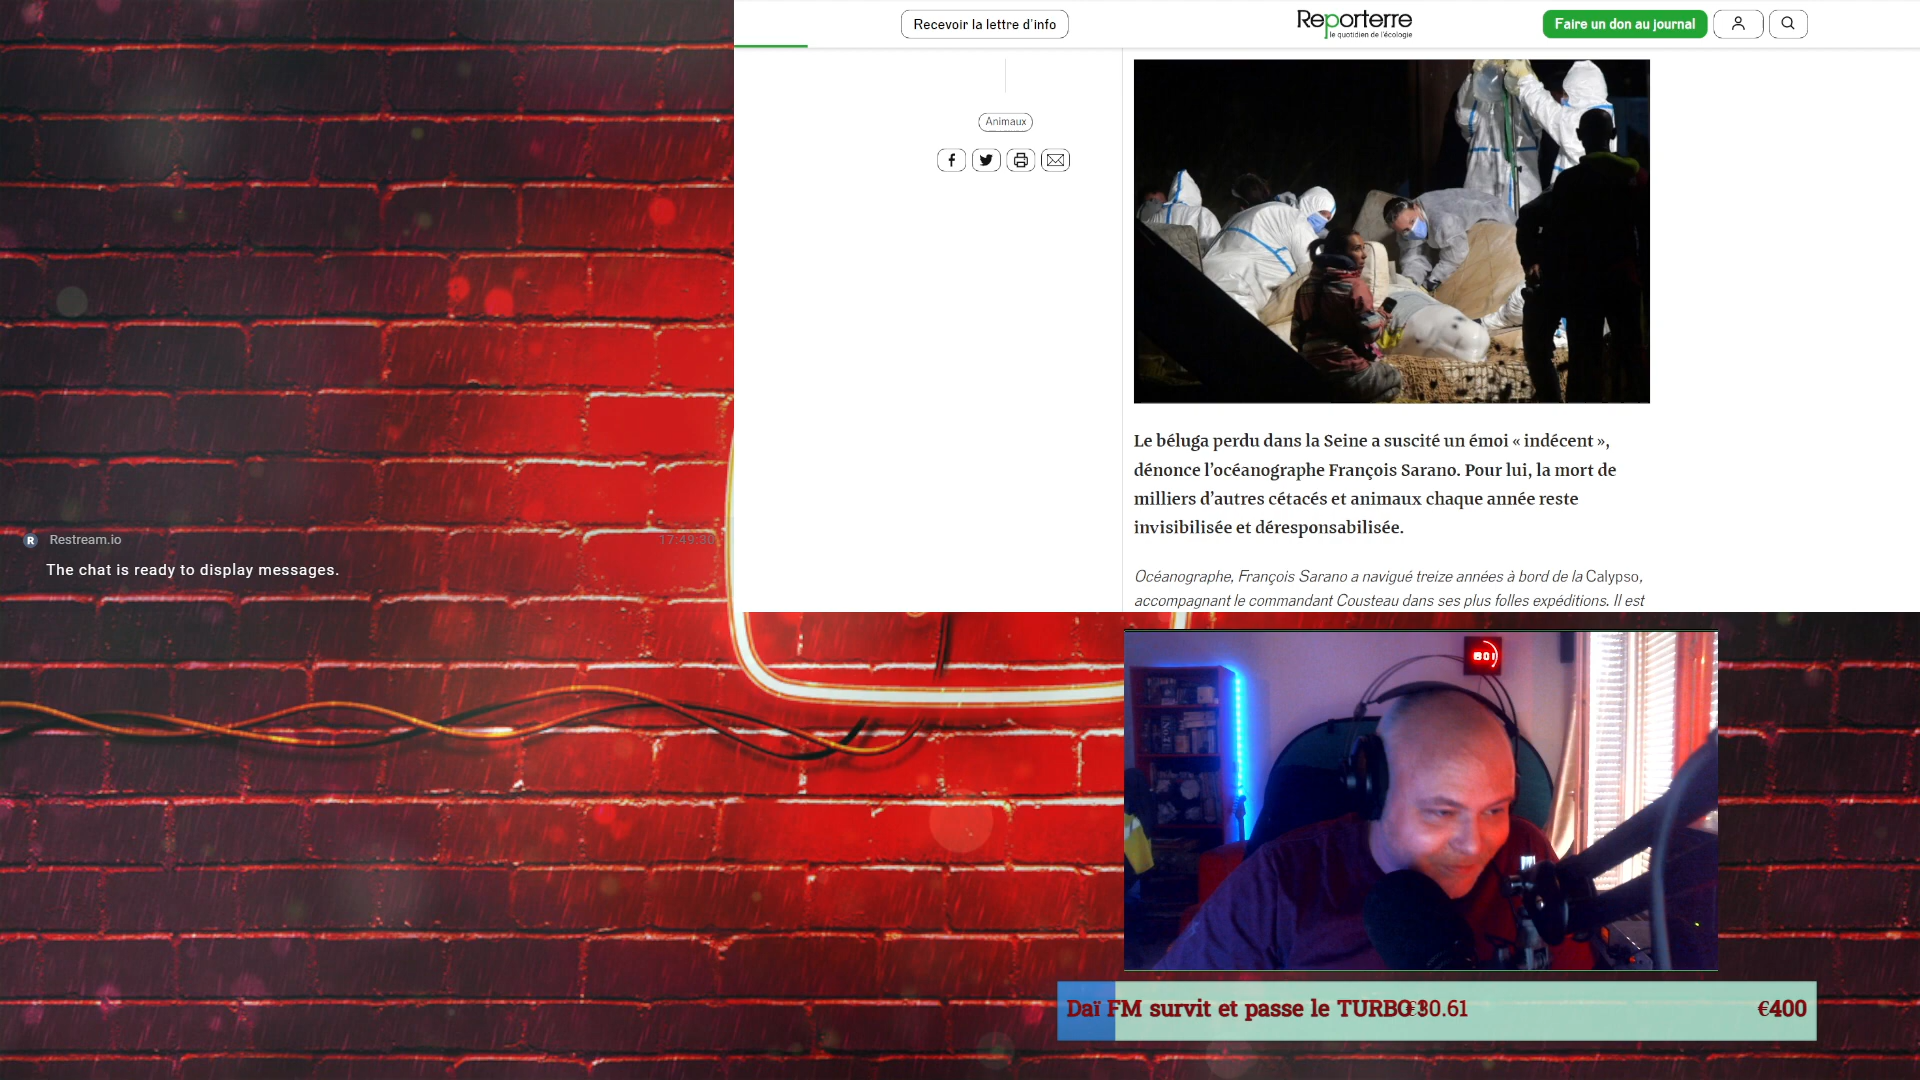 Recevoir la lettre d'info
Reporterre
le quotidien de l'écologie
Faire un don au journal
Animaux
Le béluga perdu dans la Seine a suscité un émoi « indécent »,
dénonce l'océanographe François Sarano. Pour lui, la mort de
milliers d'autres cétacés et animaux chaque année reste
invisibilisée et déresponsabilisée.
Océanographe, François Sarano a navigué treize années à bord de la Calypso,
accompagnant le commandant Cousteau dans ses plus folles expéditions. Il est
R Restream.io 17:49:30
The chat is ready to display messages.
Daï FM survit et passe le TURBO ! €30.61 €400